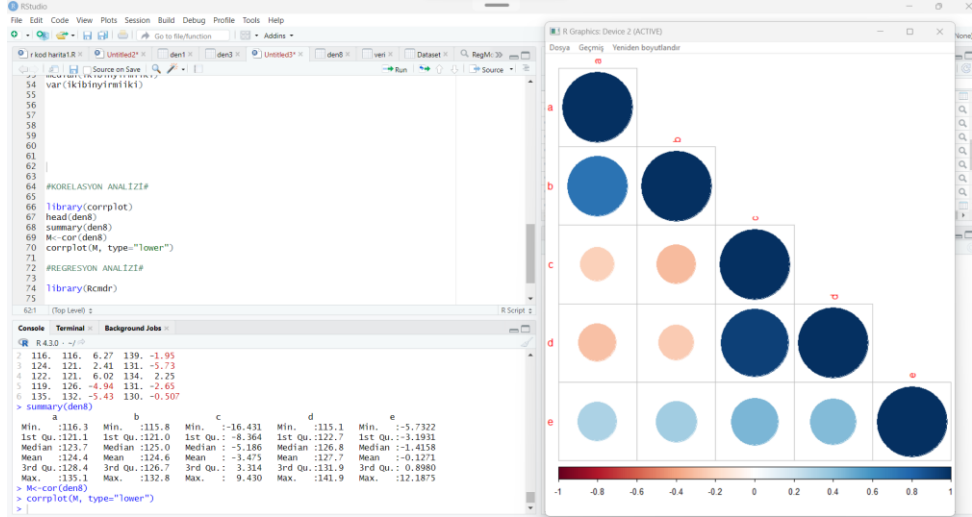 RStudio
File Edit Code View Plots Session Build Debug Profile Tools Help
Go to file/function Addins
r kod harita1.R × Untitled2* × den1 × den3 × Untitled3* × den8 × veri × Dataset × RegMc
Source on Save Run Source
54 var(ikibinyirmiiki)
55
56
57
58
59
60
61
62
63
64 #KORELASYON ANALİZİ#
65
66 library(corrplot)
67 head(den8)
68 summary(den8)
69 M<-cor(den8)
70 corrplot(M, type="lower")
71
72 #REGRESYON ANALİZİ#
73
74 library(Rcmdr)
75
62:1 (Top Level) R Script
Console Terminal × Background Jobs ×
R 4.3.0 · ~/
2 116. 116. 6.27 139. -1.95
3 124. 121. 2.41 131. -5.73
4 122. 121. 6.02 134. 2.25
5 119. 126. -4.94 131. -2.65
6 135. 132. -5.43 130. -0.507
> summary(den8)
a b c d e
Min. :116.3 Min. :115.8 Min. :-16.431 Min. :115.1 Min. :-5.7322
1st Qu.:121.1 1st Qu.:121.0 1st Qu.: -8.364 1st Qu.:122.7 1st Qu.:-3.1931
Median :123.7 Median :125.0 Median : -5.186 Median :126.8 Median :-1.4158
Mean :124.4 Mean :124.6 Mean : -3.475 Mean :127.7 Mean :-0.1271
3rd Qu.:128.4 3rd Qu.:126.7 3rd Qu.: 3.314 3rd Qu.:131.9 3rd Qu.: 0.8980
Max. :135.1 Max. :132.8 Max. : 9.430 Max. :141.9 Max. :12.1875
> M<-cor(den8)
> corrplot(M, type="lower")
>
R Graphics: Device 2 (ACTIVE)
Dosya Geçmiş Yeniden boyutlandır
a
a
b
b
c
c
d
d
e
e
-1 -0.8 -0.6 -0.4 -0.2 0 0.2 0.4 0.6 0.8 1